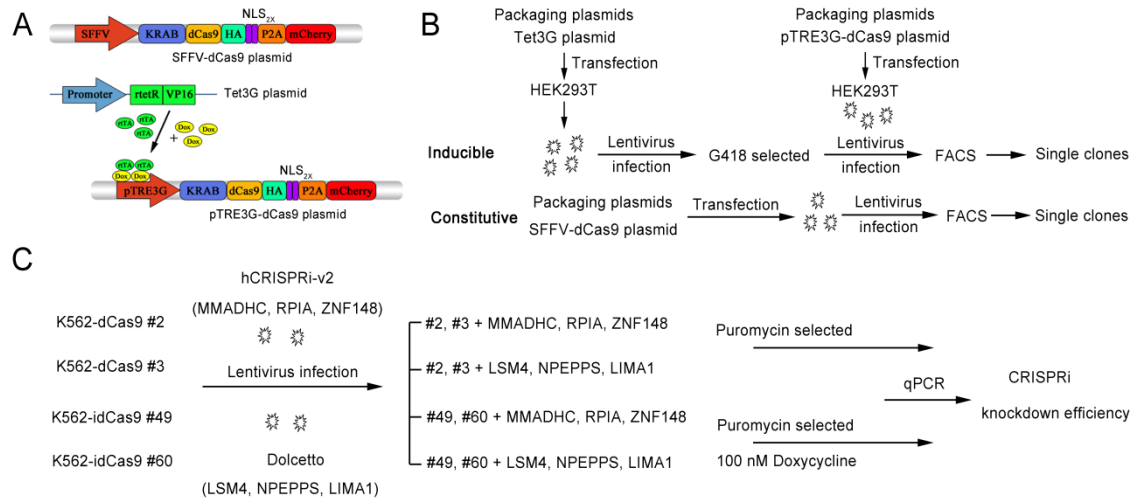 A
NLS2X
SFFV KRAB dCas9 HA P2A mCherry
SFFV-dCas9 plasmid
Promoter rtetR VP16 Tet3G plasmid
rtTA rtTA rtTA + Dox Dox Dox
rtTA rtTA
Dox Dox
NLS2X
pTRE3G KRAB dCas9 HA P2A mCherry
pTRE3G-dCas9 plasmid
B
Packaging plasmids
Tet3G plasmid
Transfection
HEK293T
Packaging plasmids
pTRE3G-dCas9 plasmid
Transfection
HEK293T
Inducible
Lentivirus
infection
G418 selected
Lentivirus
infection
FACS
Single clones
Constitutive
Packaging plasmids
SFFV-dCas9 plasmid
Transfection
Lentivirus
infection
FACS
Single clones
C
K562-dCas9 #2
K562-dCas9 #3
K562-idCas9 #49
K562-idCas9 #60
hCRISPRi-v2
(MMADHC, RPIA, ZNF148)
Lentivirus infection
Dolcetto
(LSM4, NPEPPS, LIMA1)
#2, #3 + MMADHC, RPIA, ZNF148
#2, #3 + LSM4, NPEPPS, LIMA1
#49, #60 + MMADHC, RPIA, ZNF148
#49, #60 + LSM4, NPEPPS, LIMA1
Puromycin selected
Puromycin selected
100 nM Doxycycline
qPCR
CRISPRi
knockdown efficiency